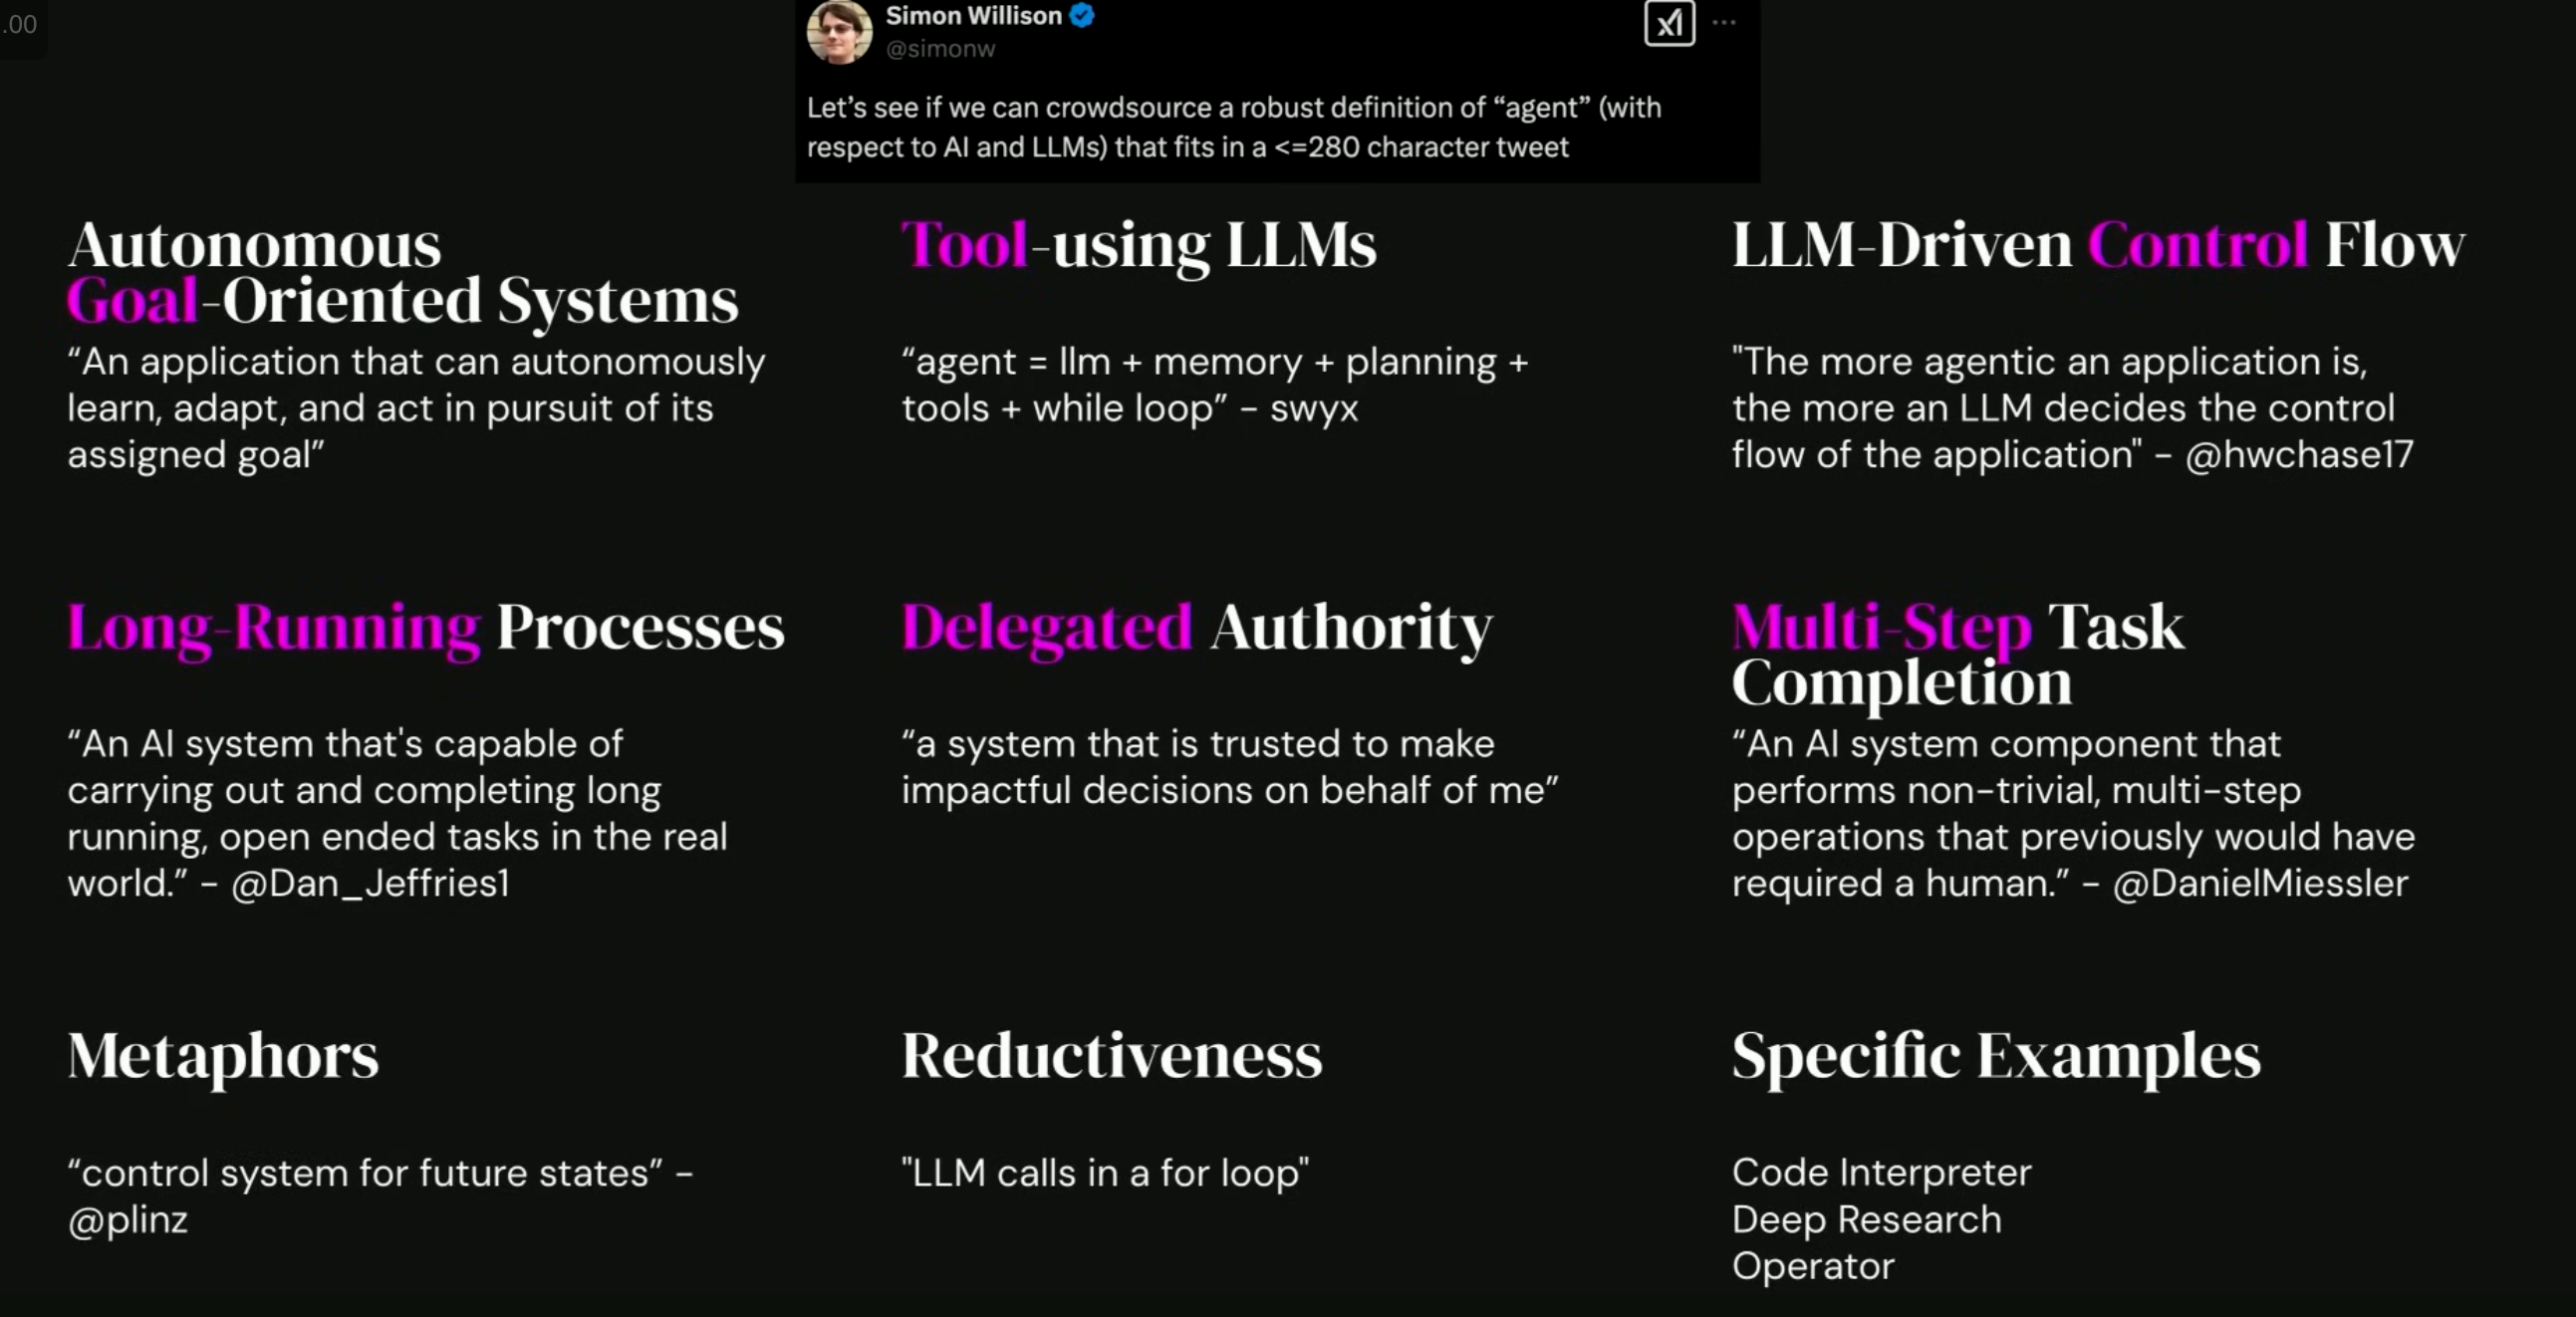 .00
Simon Willison
@simonw
xI
...
Let’s see if we can crowdsource a robust definition of “agent” (with
respect to AI and LLMs) that fits in a <=280 character tweet
Autonomous
Goal-Oriented Systems
“An application that can autonomously
learn, adapt, and act in pursuit of its
assigned goal”
Tool-using LLMs
“agent = llm + memory + planning +
tools + while loop” - swyx
LLM-Driven Control Flow
"The more agentic an application is,
the more an LLM decides the control
flow of the application" - @hwchase17
Long-Running Processes
“An AI system that's capable of
carrying out and completing long
running, open ended tasks in the real
world.” - @Dan_Jeffries1
Delegated Authority
“a system that is trusted to make
impactful decisions on behalf of me”
Multi-Step Task
Completion
“An AI system component that
performs non-trivial, multi-step
operations that previously would have
required a human.” - @DanielMiessler
Metaphors
“control system for future states” -
@plinz
Reductiveness
"LLM calls in a for loop"
Specific Examples
Code Interpreter
Deep Research
Operator